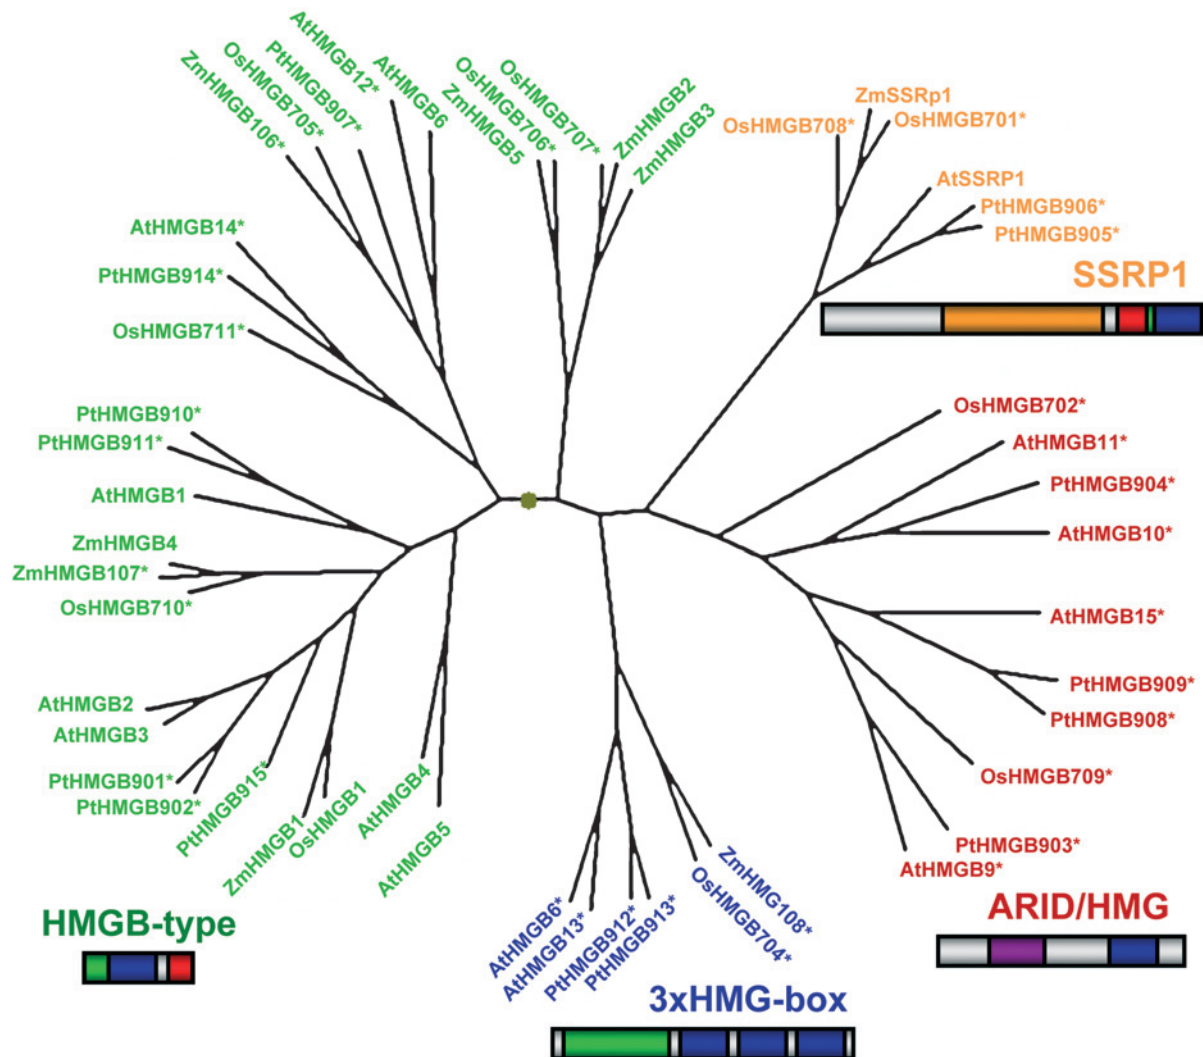 AtHMGB12*
AtHMGB6
PtHMGB907*
OsHMGB705*
ZmHMGB106*
OsHMGB707*
OsHMGB706*
ZmHMGB5
ZmHMGB2
ZmHMGB3
ZmSSRp1
OsHMGB708*
OsHMGB701*
AtSSRP1
PtHMGB906*
PtHMGB905*
SSRP1
AtHMGB14*
PtHMGB914*
OsHMGB711*
PtHMGB910*
PtHMGB911*
AtHMGB1
ZmHMGB4
ZmHMGB107*
OsHMGB710*
AtHMGB2
AtHMGB3
PtHMGB901*
PtHMGB902*
PtHMGB915*
ZmHMGB1
OsHMGB1
AtHMGB4
AtHMGB5
HMGB-type
OsHMGB702*
AtHMGB11*
PtHMGB904*
AtHMGB10*
AtHMGB15*
PtHMGB909*
PtHMGB908*
OsHMGB709*
PtHMGB903*
AtHMGB9*
ARID/HMG
AtHMGB6*
AtHMGB13*
PtHMGB912*
PtHMGB913*
OsHMGB704*
ZmHMG108*
3xHMG-box